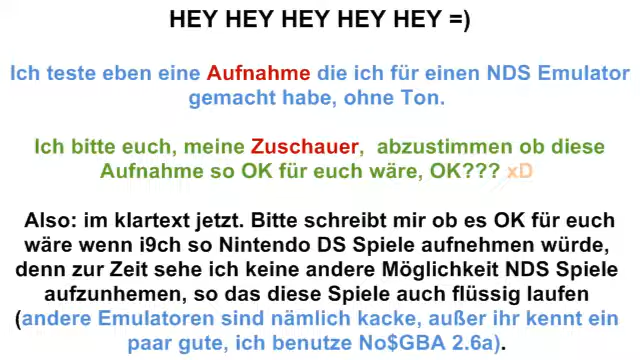 HEY HEY HEY HEY HEY =)
Ich teste eben eine Aufnahme die ich für einen NDS Emulator
gemacht habe, ohne Ton.
Ich bitte euch, meine Zuschauer, abzustimmen ob diese
Aufnahme so OK für euch wäre, OK??? xD
Also: im klartext jetzt. Bitte schreibt mir ob es OK für euch
wäre wenn i9ch so Nintendo DS Spiele aufnehmen würde,
denn zur Zeit sehe ich keine andere Möglichkeit NDS Spiele
aufzunhemen, so das diese Spiele auch flüssig laufen
(andere Emulatoren sind nämlich kacke, außer ihr kennt ein
paar gute, ich benutze No$GBA 2.6a).